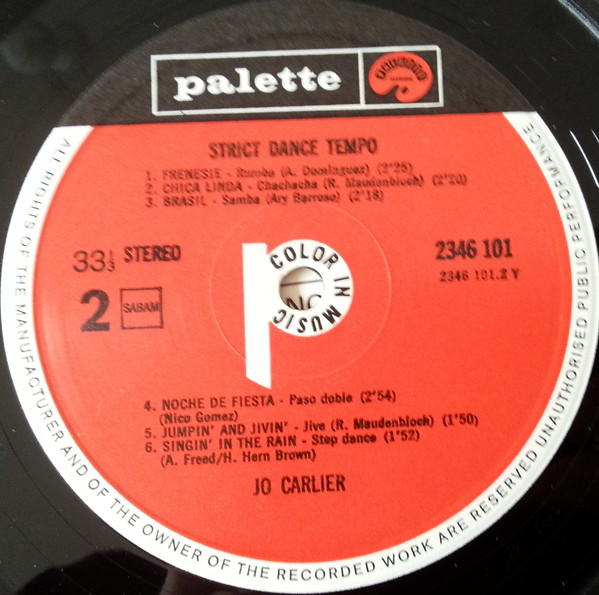 palette
STRICT DANCE TEMPO
1. FRENESIE - Rumba (A. Dominguez) (2'25)
2. CHICA LINDA - Chachacha (R. Maudenbloch) (2'20)
3. BRASIL - Samba (Ary Barroso) (2'18)
33⅓ STEREO
2
SABAM
2346 101
2346 101.2 Y
COLOR IN MUSIC
4. NOCHE DE FIESTA - Paso doble (2'54)
(Nico Gomez)
5. JUMPIN' AND JIVIN' - Jive (R. Maudenbloch) (1'50)
6. SINGIN' IN THE RAIN - Step dance (1'52)
(A. Freed/H. Hern Brown)
JO CARLIER
ALL RIGHTS OF THE MANUFACTURER AND OF THE OWNER OF THE RECORDED WORK ARE RESERVED UNAUTHORISED PUBLIC PERFORMANCE